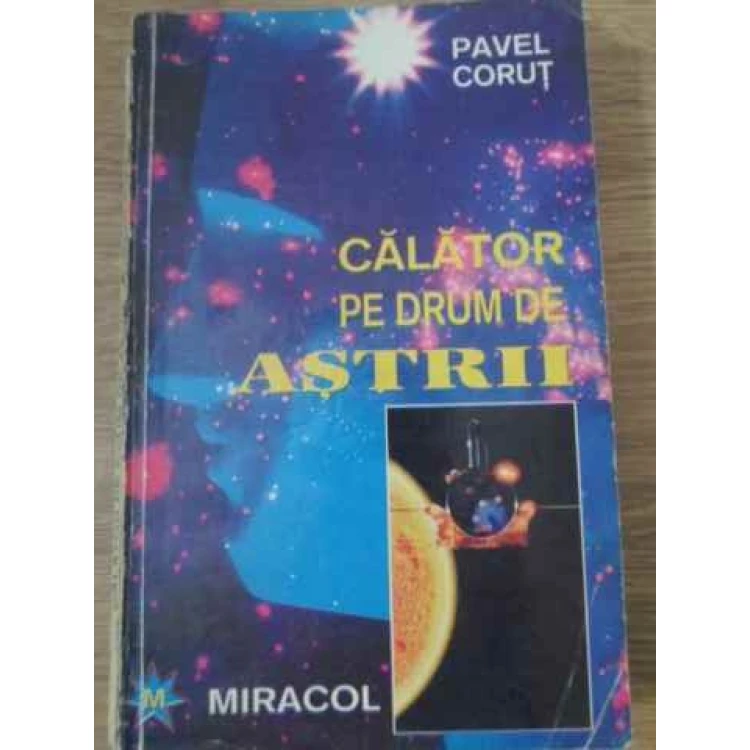 PAVEL
CORUȚ
CĂLĂTOR
PE DRUM DE
AȘTRII
M
MIRACOL